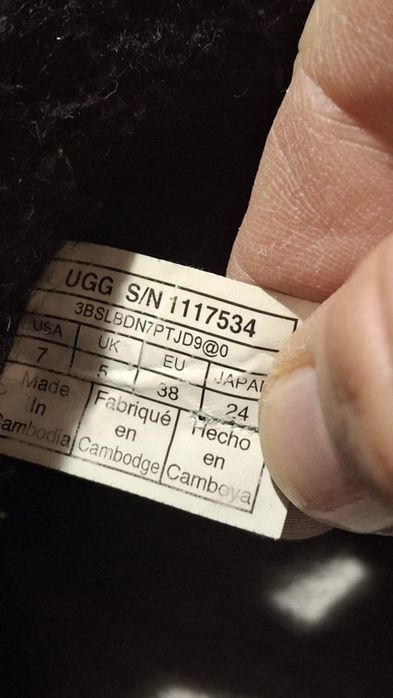 UGG S/N 1117534
3BSLBDN7PTJD9@0
USA UK EU JAPAN
7 5 38 24
Made Fabriqué Hecho
In en en
Cambodia Cambodge Camboya